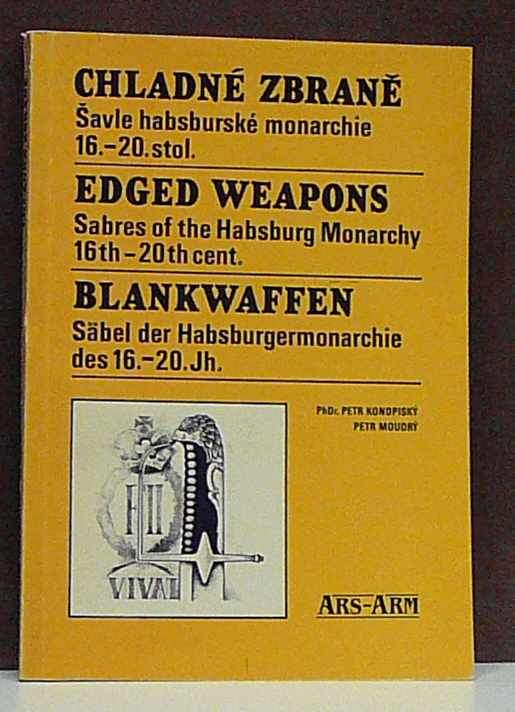 CHLADNÉ ZBRANĚ
Šavle habsburské monarchie
16.–20. stol.
EDGED WEAPONS
Sabres of the Habsburg Monarchy
16th – 20th cent.
BLANKWAFFEN
Säbel der Habsburgermonarchie
des 16.–20. Jh.
PhDr. PETR KONOPISKÝ
PETR MOUDRÝ
VIVAT
ARS–ARM